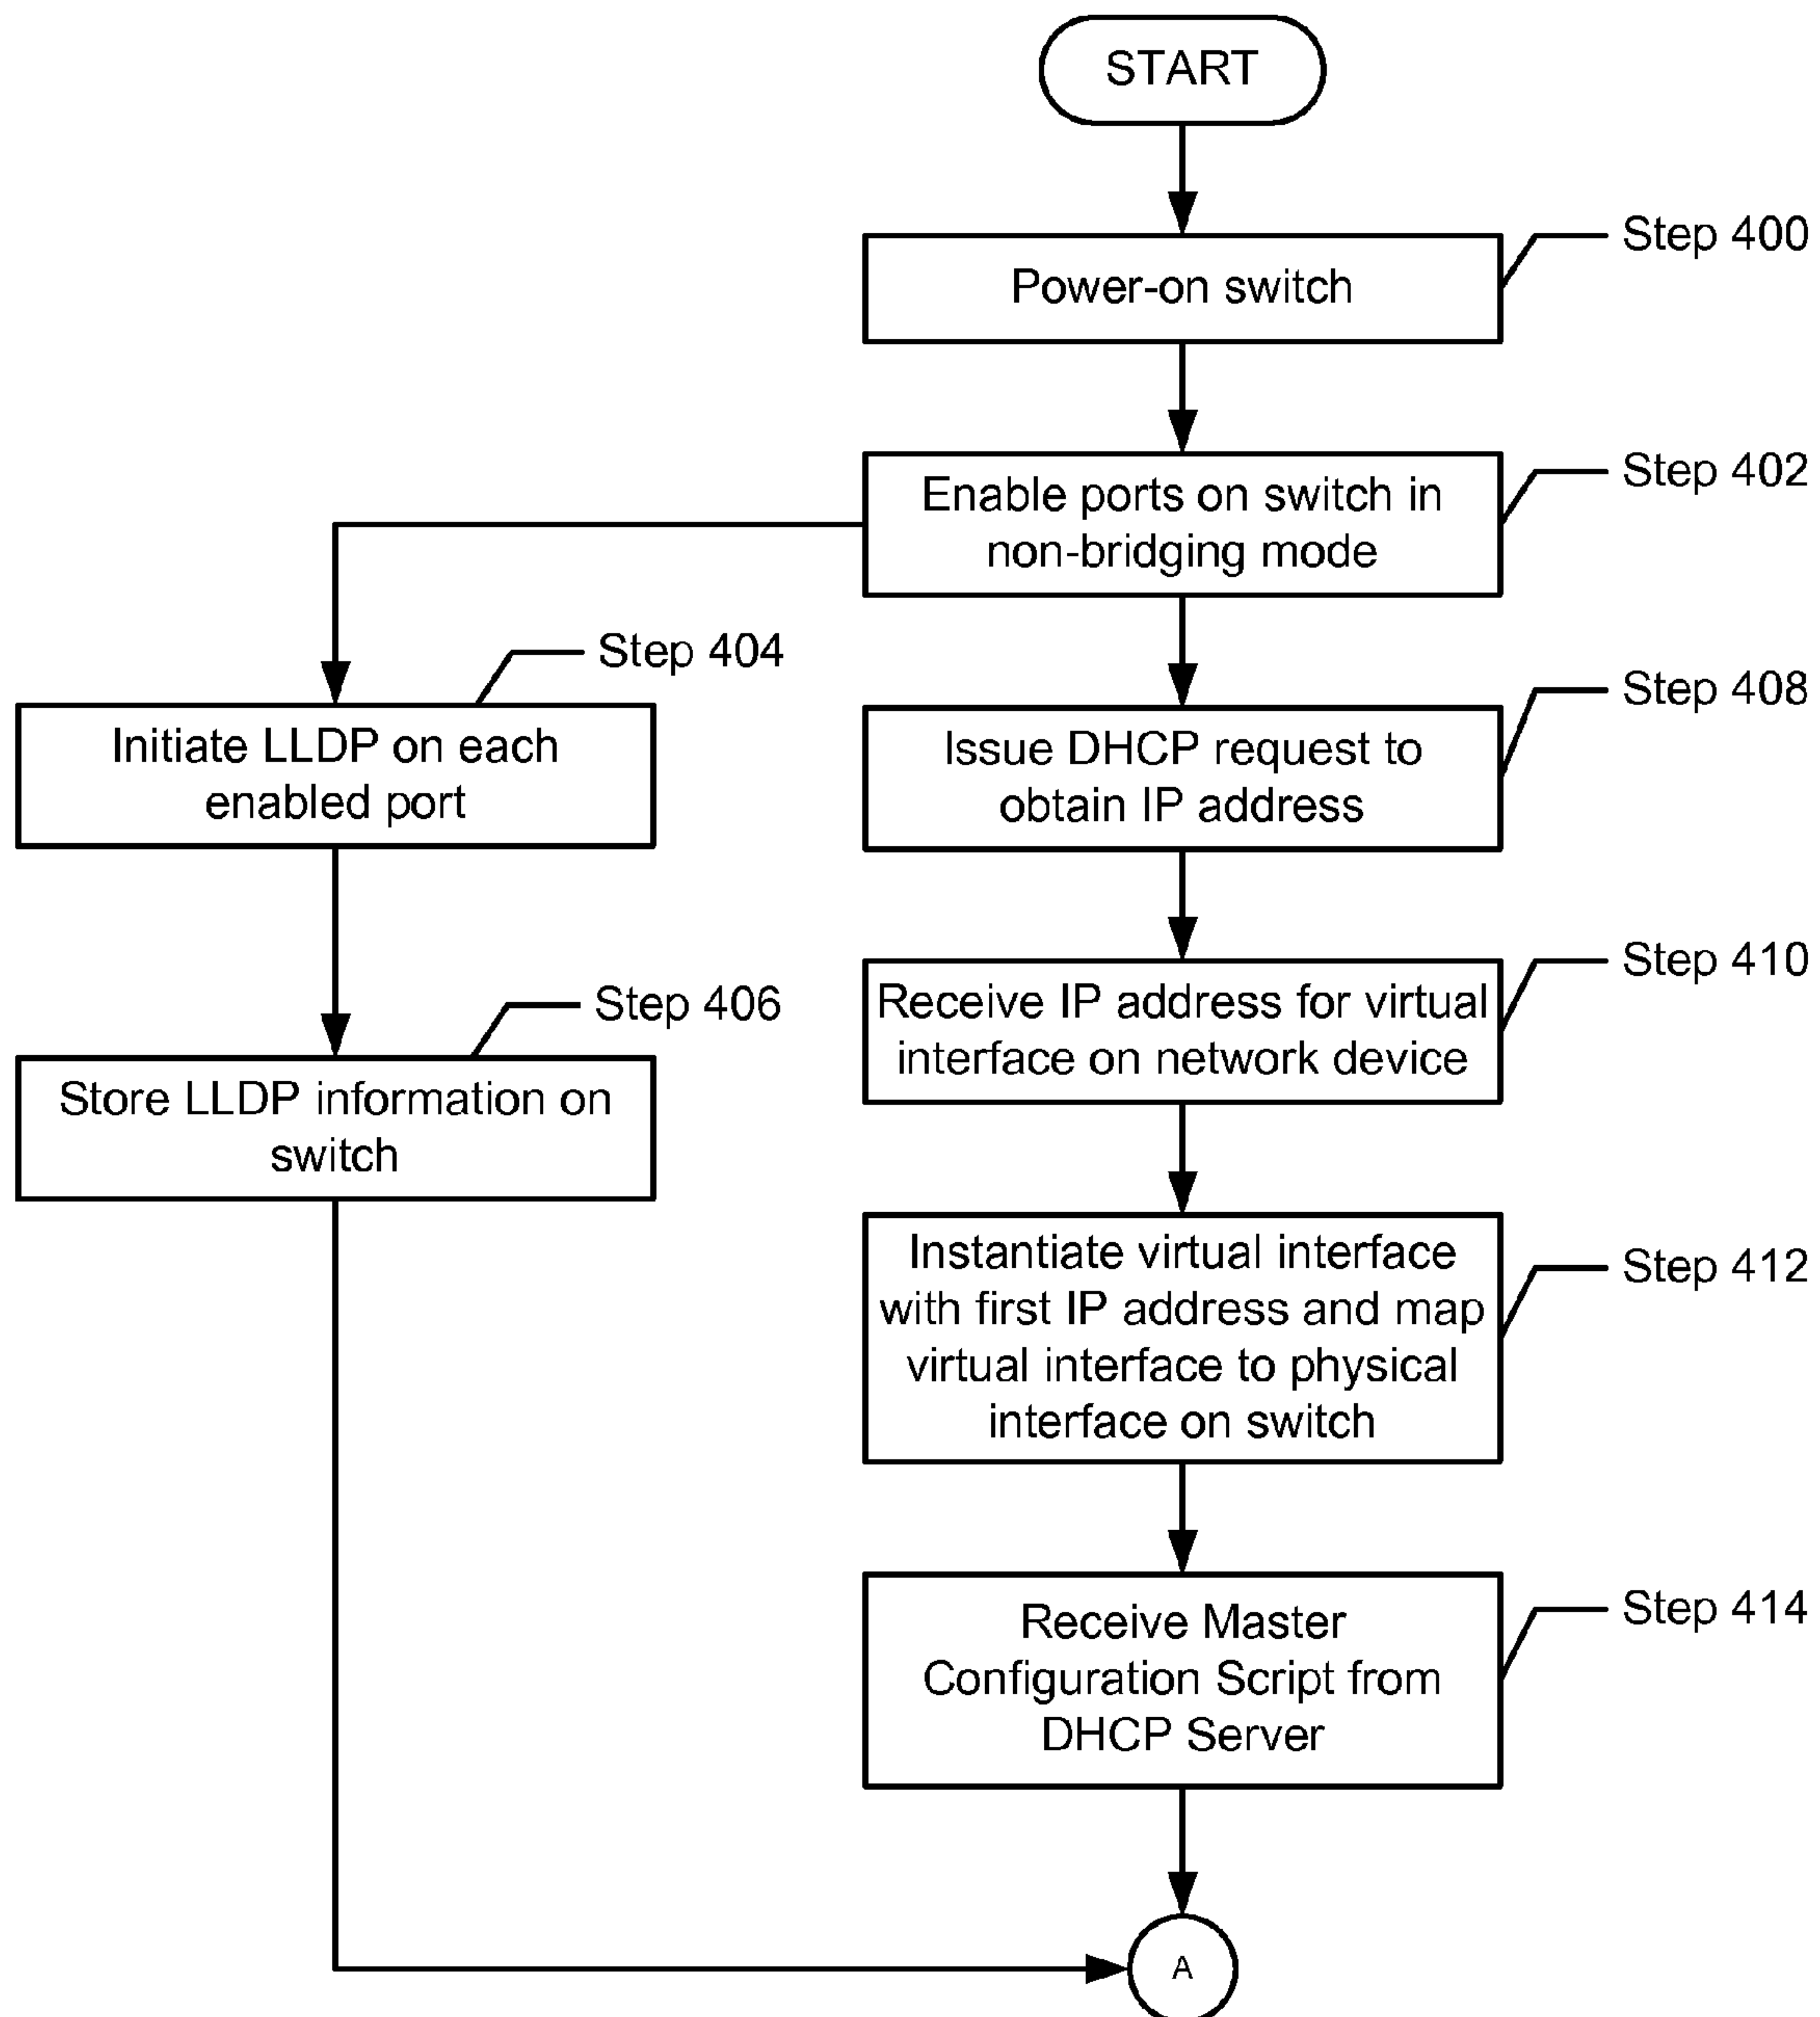 START
Step 400
Power-on switch
Step 402
Enable ports on switch in
non-bridging mode
Step 404
Initiate LLDP on each
enabled port
Step 406
Store LLDP information on
switch
Step 408
Issue DHCP request to
obtain IP address
Step 410
Receive IP address for virtual
interface on network device
Step 412
Instantiate virtual interface
with first IP address and map
virtual interface to physical
interface on switch
Step 414
Receive Master
Configuration Script from
DHCP Server
A